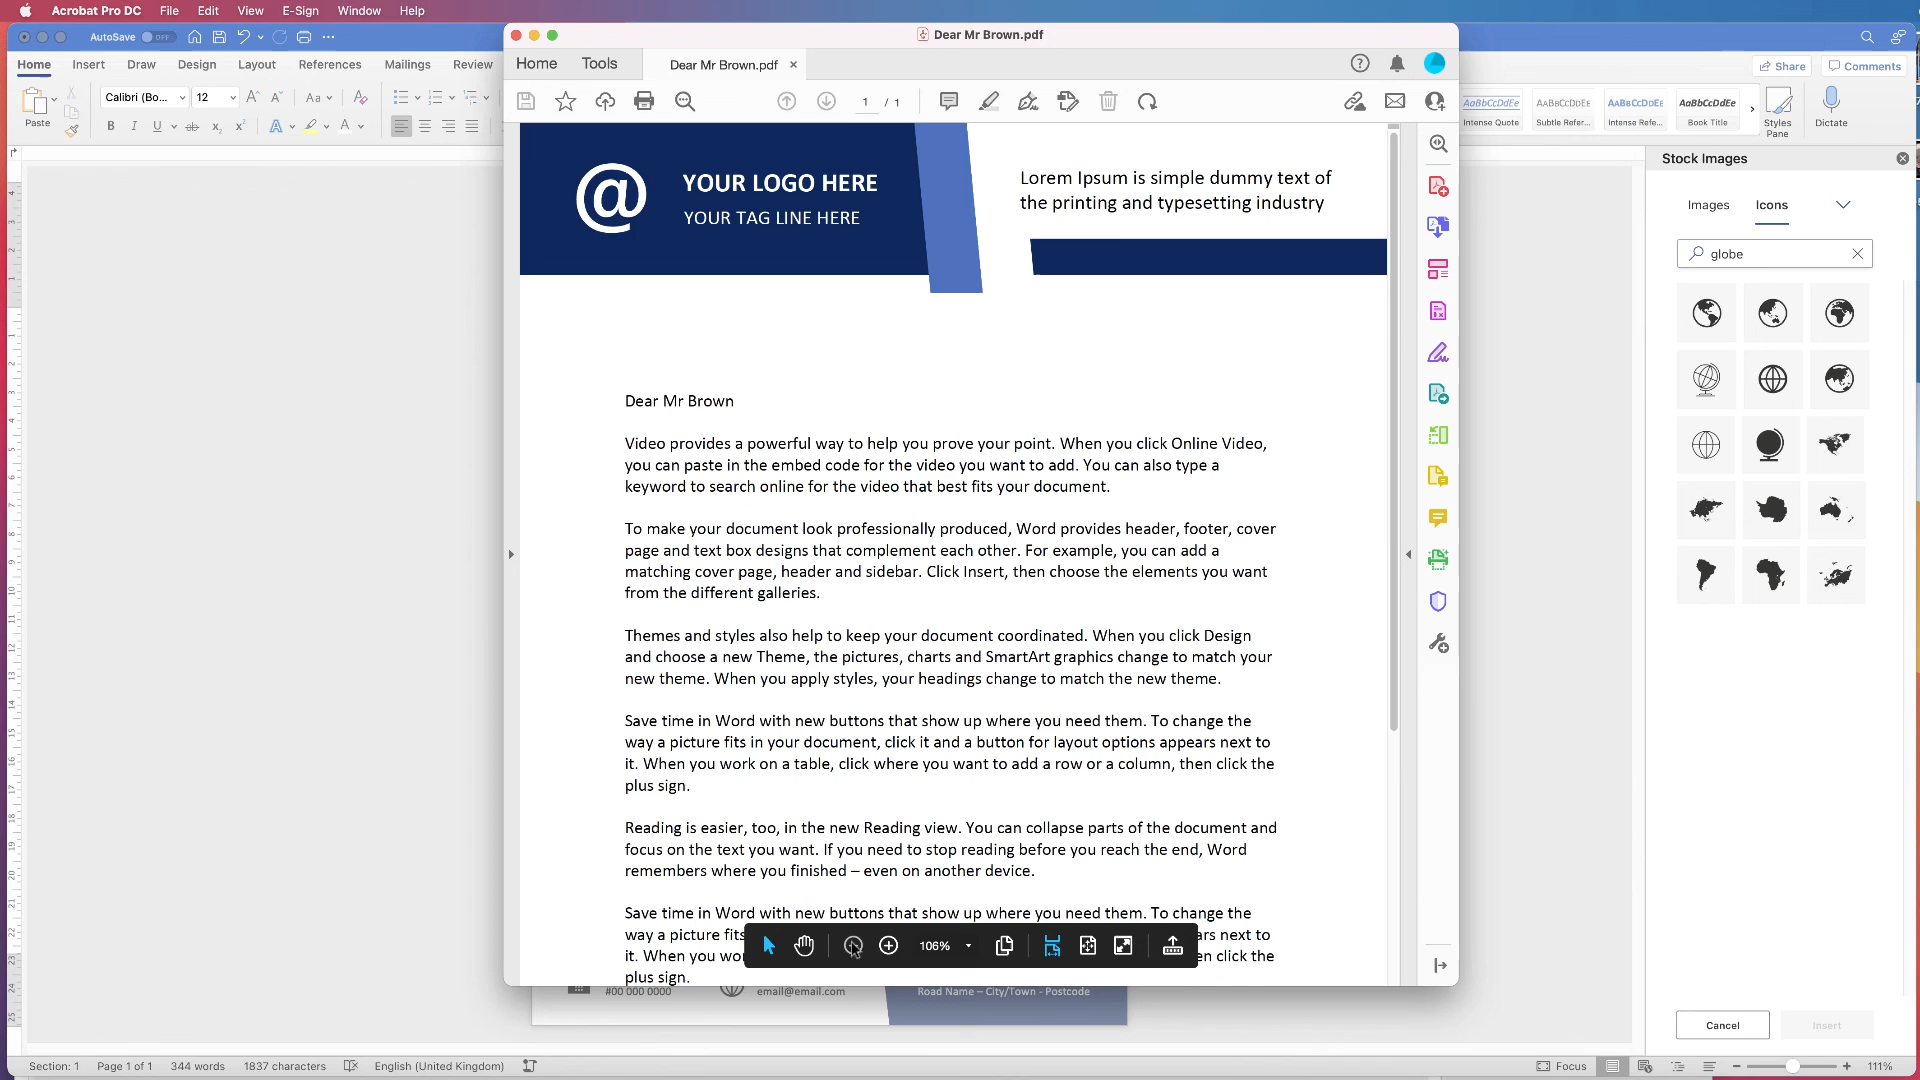 Acrobat Pro DC File Edit View E-Sign Window Help
AutoSave OFF
Dear Mr Brown.pdf
Home Insert Draw Design Layout References Mailings Review
Home Tools Dear Mr Brown.pdf
Share Comments
Paste
Calibri (Bo... 12
1 / 1
AaBbCcDdEe AaBbCcDdEe AaBbCcDdEe AaBbCcDdEe
Intense Quote Subtle Refer... Intense Refe... Book Title
Styles Pane
Dictate
@
YOUR LOGO HERE
YOUR TAG LINE HERE
Lorem Ipsum is simple dummy text of
the printing and typesetting industry
Dear Mr Brown
Video provides a powerful way to help you prove your point. When you click Online Video,
you can paste in the embed code for the video you want to add. You can also type a
keyword to search online for the video that best fits your document.
To make your document look professionally produced, Word provides header, footer, cover
page and text box designs that complement each other. For example, you can add a
matching cover page, header and sidebar. Click Insert, then choose the elements you want
from the different galleries.
Themes and styles also help to keep your document coordinated. When you click Design
and choose a new Theme, the pictures, charts and SmartArt graphics change to match your
new theme. When you apply styles, your headings change to match the new theme.
Save time in Word with new buttons that show up where you need them. To change the
way a picture fits in your document, click it and a button for layout options appears next to
it. When you work on a table, click where you want to add a row or a column, then click the
plus sign.
Reading is easier, too, in the new Reading view. You can collapse parts of the document and
focus on the text you want. If you need to stop reading before you reach the end, Word
remembers where you finished – even on another device.
Save time in Word with new buttons that show up where you need them. To change the
way a picture fits
next to
it. When you
click the
plus sign.
106%
#00 000 0000 email@email.com Road Name – City/Town - Postcode
Stock Images
Images Icons
globe
Cancel Insert
Section: 1 Page 1 of 1 344 words 1837 characters English (United Kingdom)
Focus 111%